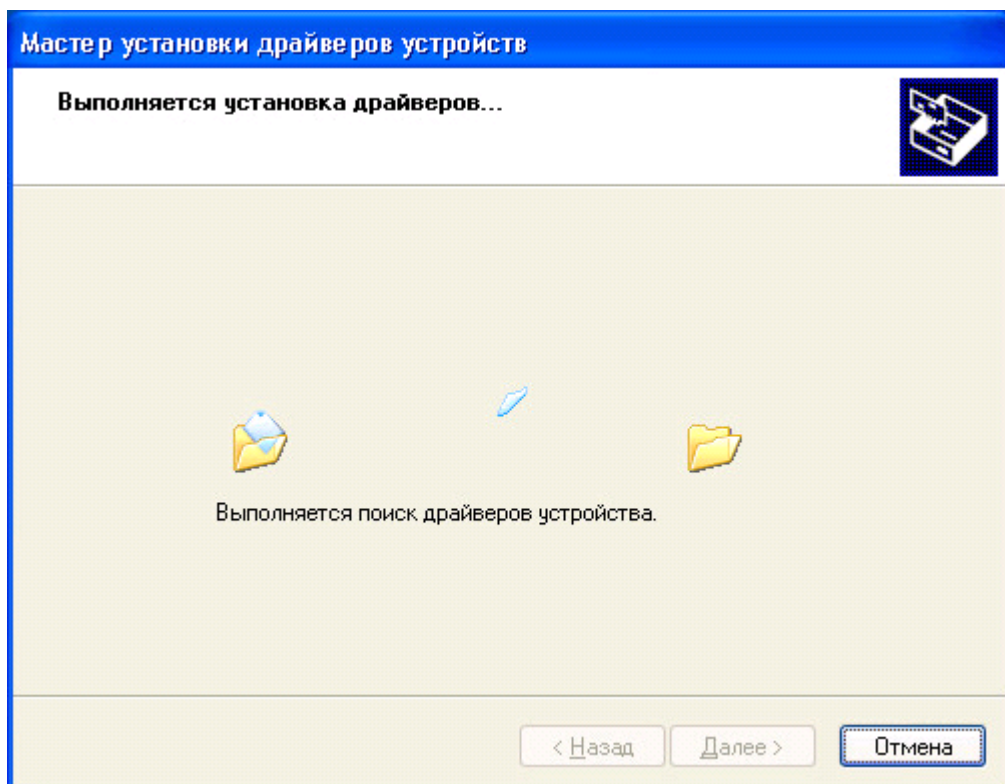 Мастер установки драйверов устройств
Выполняется установка драйверов...
Выполняется поиск драйверов устройства.
< Назад
Далее >
Отмена